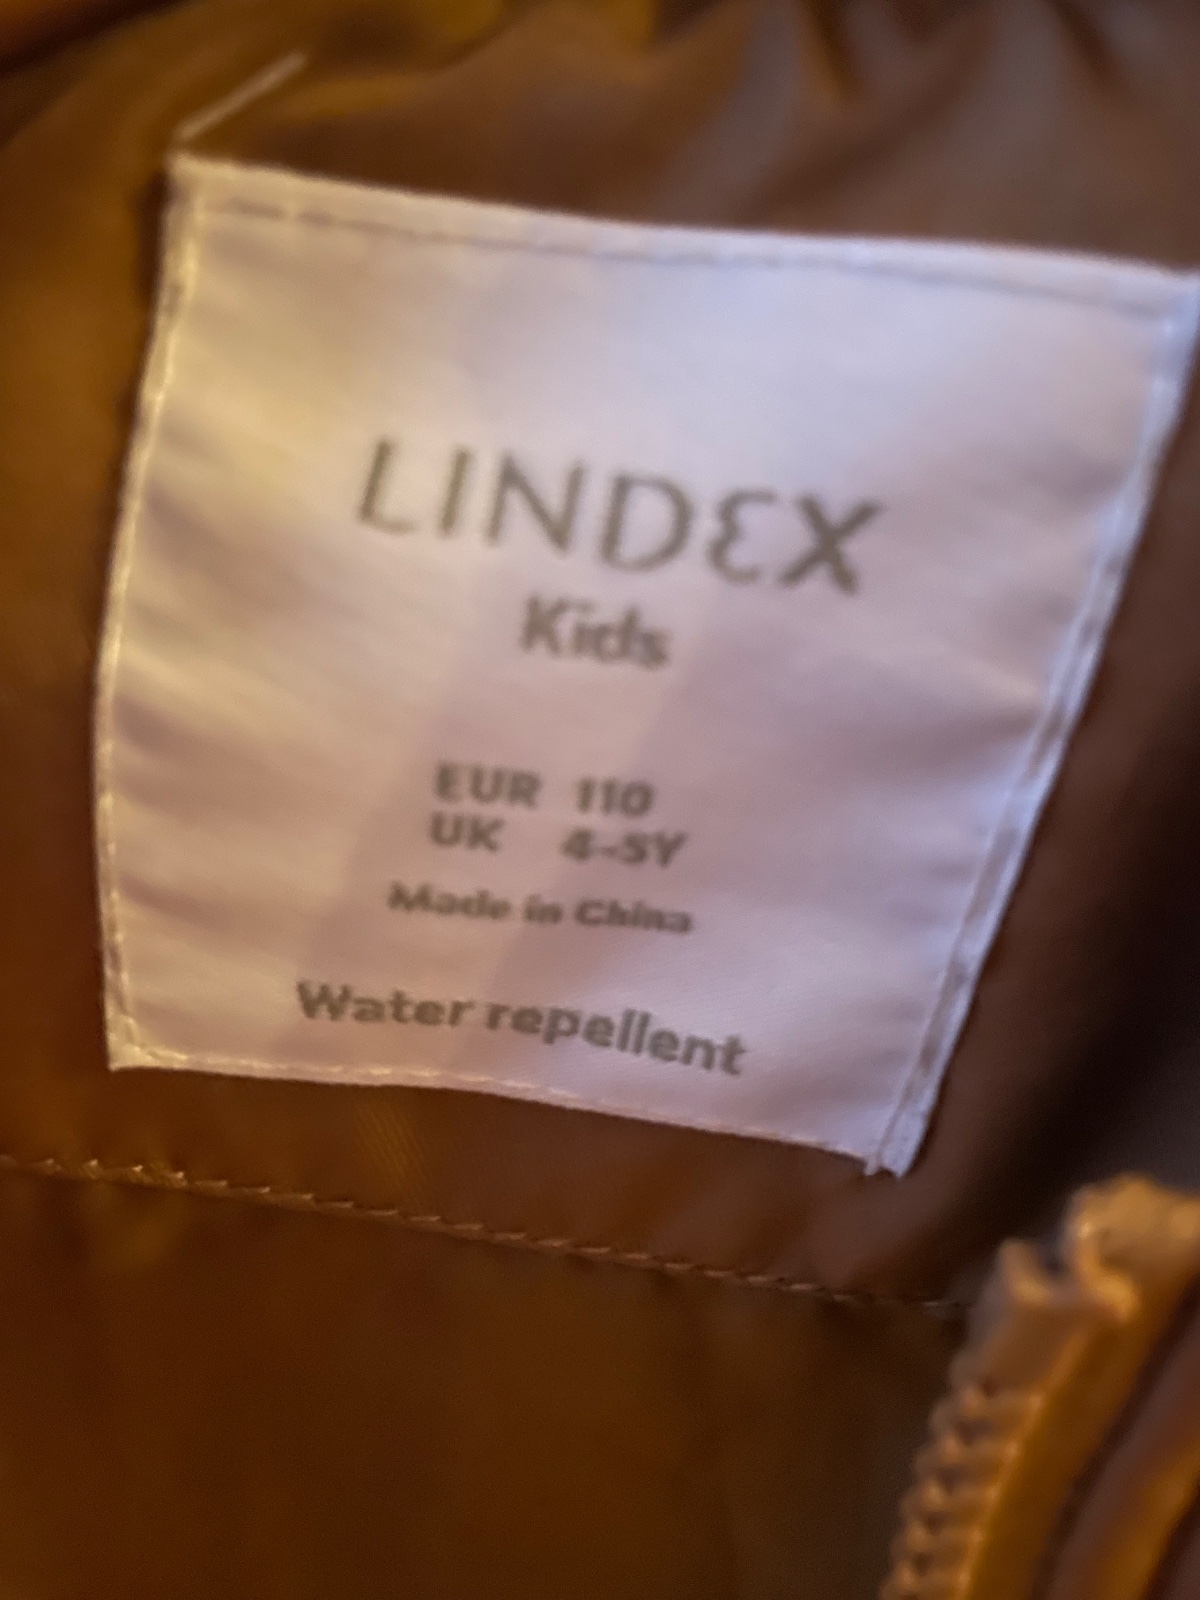 LINDEX
Kids
EUR 110
UK 4-5Y
Made in China
Water repellent